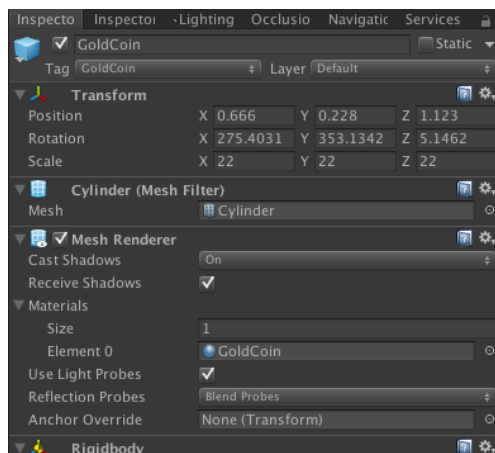 Inspecto Inspector Lighting Occlusio Navigatic Services
GoldCoin Static
Tag GoldCoin Layer Default
Transform
Position X 0.666 Y 0.228 Z 1.123
Rotation X 275.4031 Y 353.1342 Z 5.1462
Scale X 22 Y 22 Z 22
Cylinder (Mesh Filter)
Mesh Cylinder
Mesh Renderer
Cast Shadows On
Receive Shadows
Materials
Size 1
Element 0 GoldCoin
Use Light Probes
Reflection Probes Blend Probes
Anchor Override None (Transform)
Rigidbody